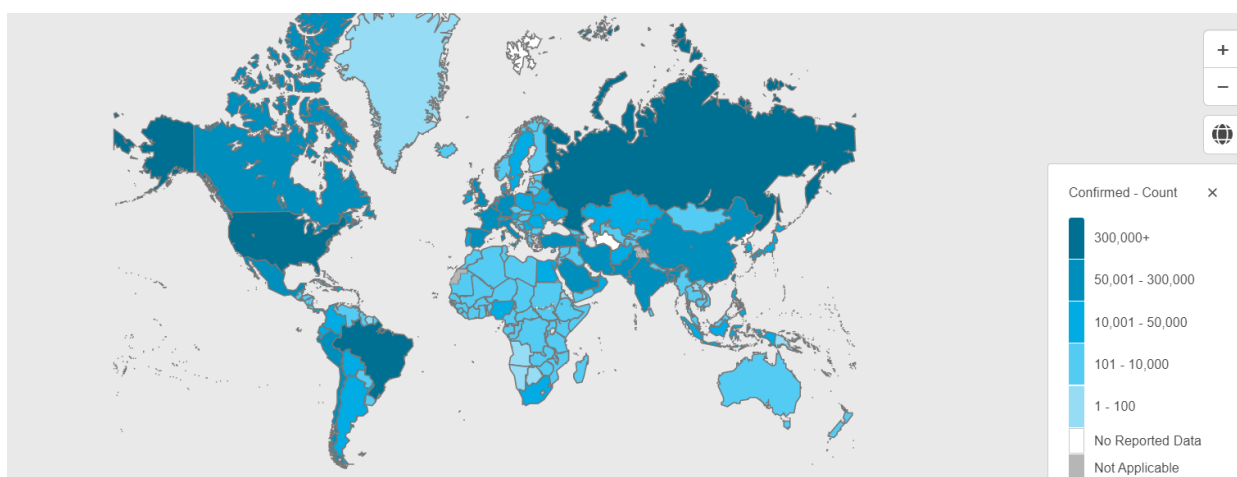 +
−
Confirmed - Count ×
300,000+
50,001 - 300,000
10,001 - 50,000
101 - 10,000
1 - 100
No Reported Data
Not Applicable